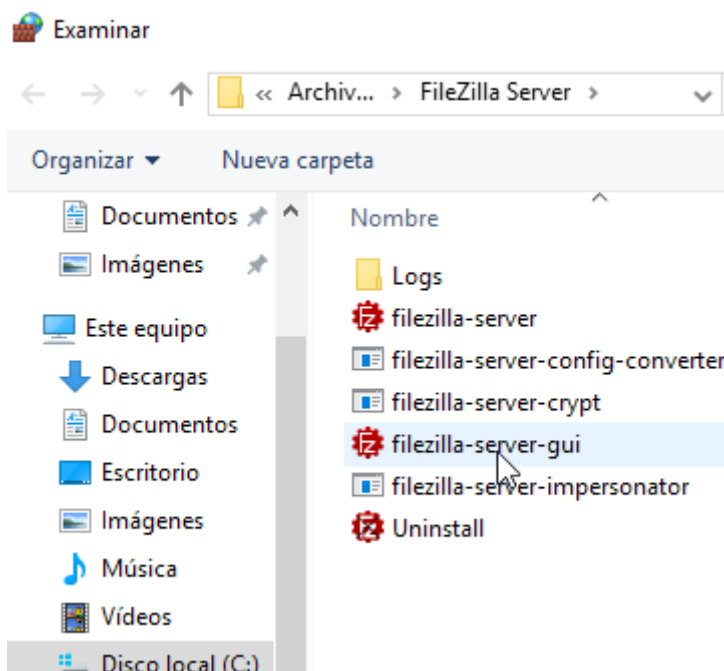 Examinar
« Archiv... > FileZilla Server >
Organizar Nueva carpeta
Documentos
Imágenes
Este equipo
Descargas
Documentos
Escritorio
Imágenes
Música
Vídeos
Disco local (C:)
Nombre
Logs
filezilla-server
filezilla-server-config-converter
filezilla-server-crypt
filezilla-server-gui
filezilla-server-impersonator
Uninstall